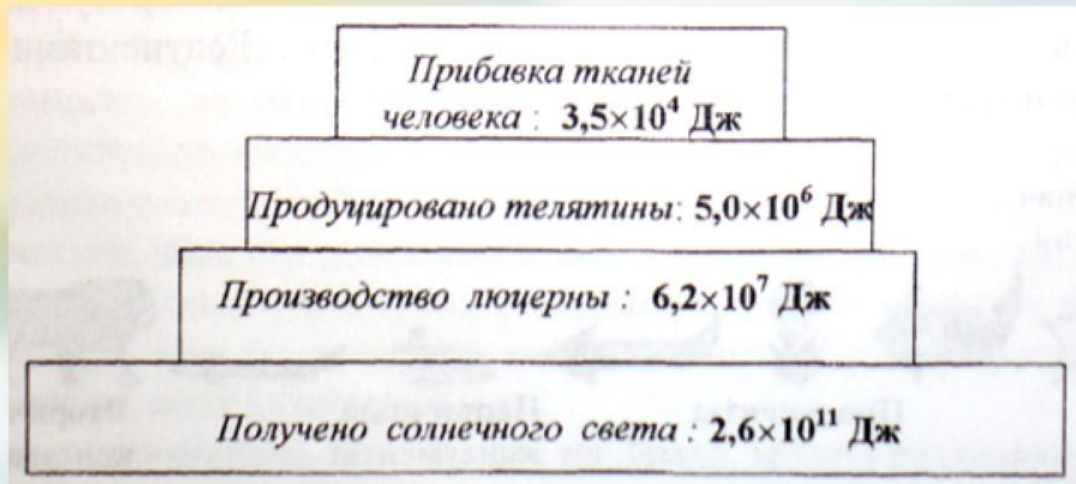 Прибавка тканей
человека : 3,5×10⁴ Дж
Продуцировано телятины: 5,0×10⁶ Дж
Производство люцерны : 6,2×10⁷ Дж
Получено солнечного света : 2,6×10¹¹ Дж